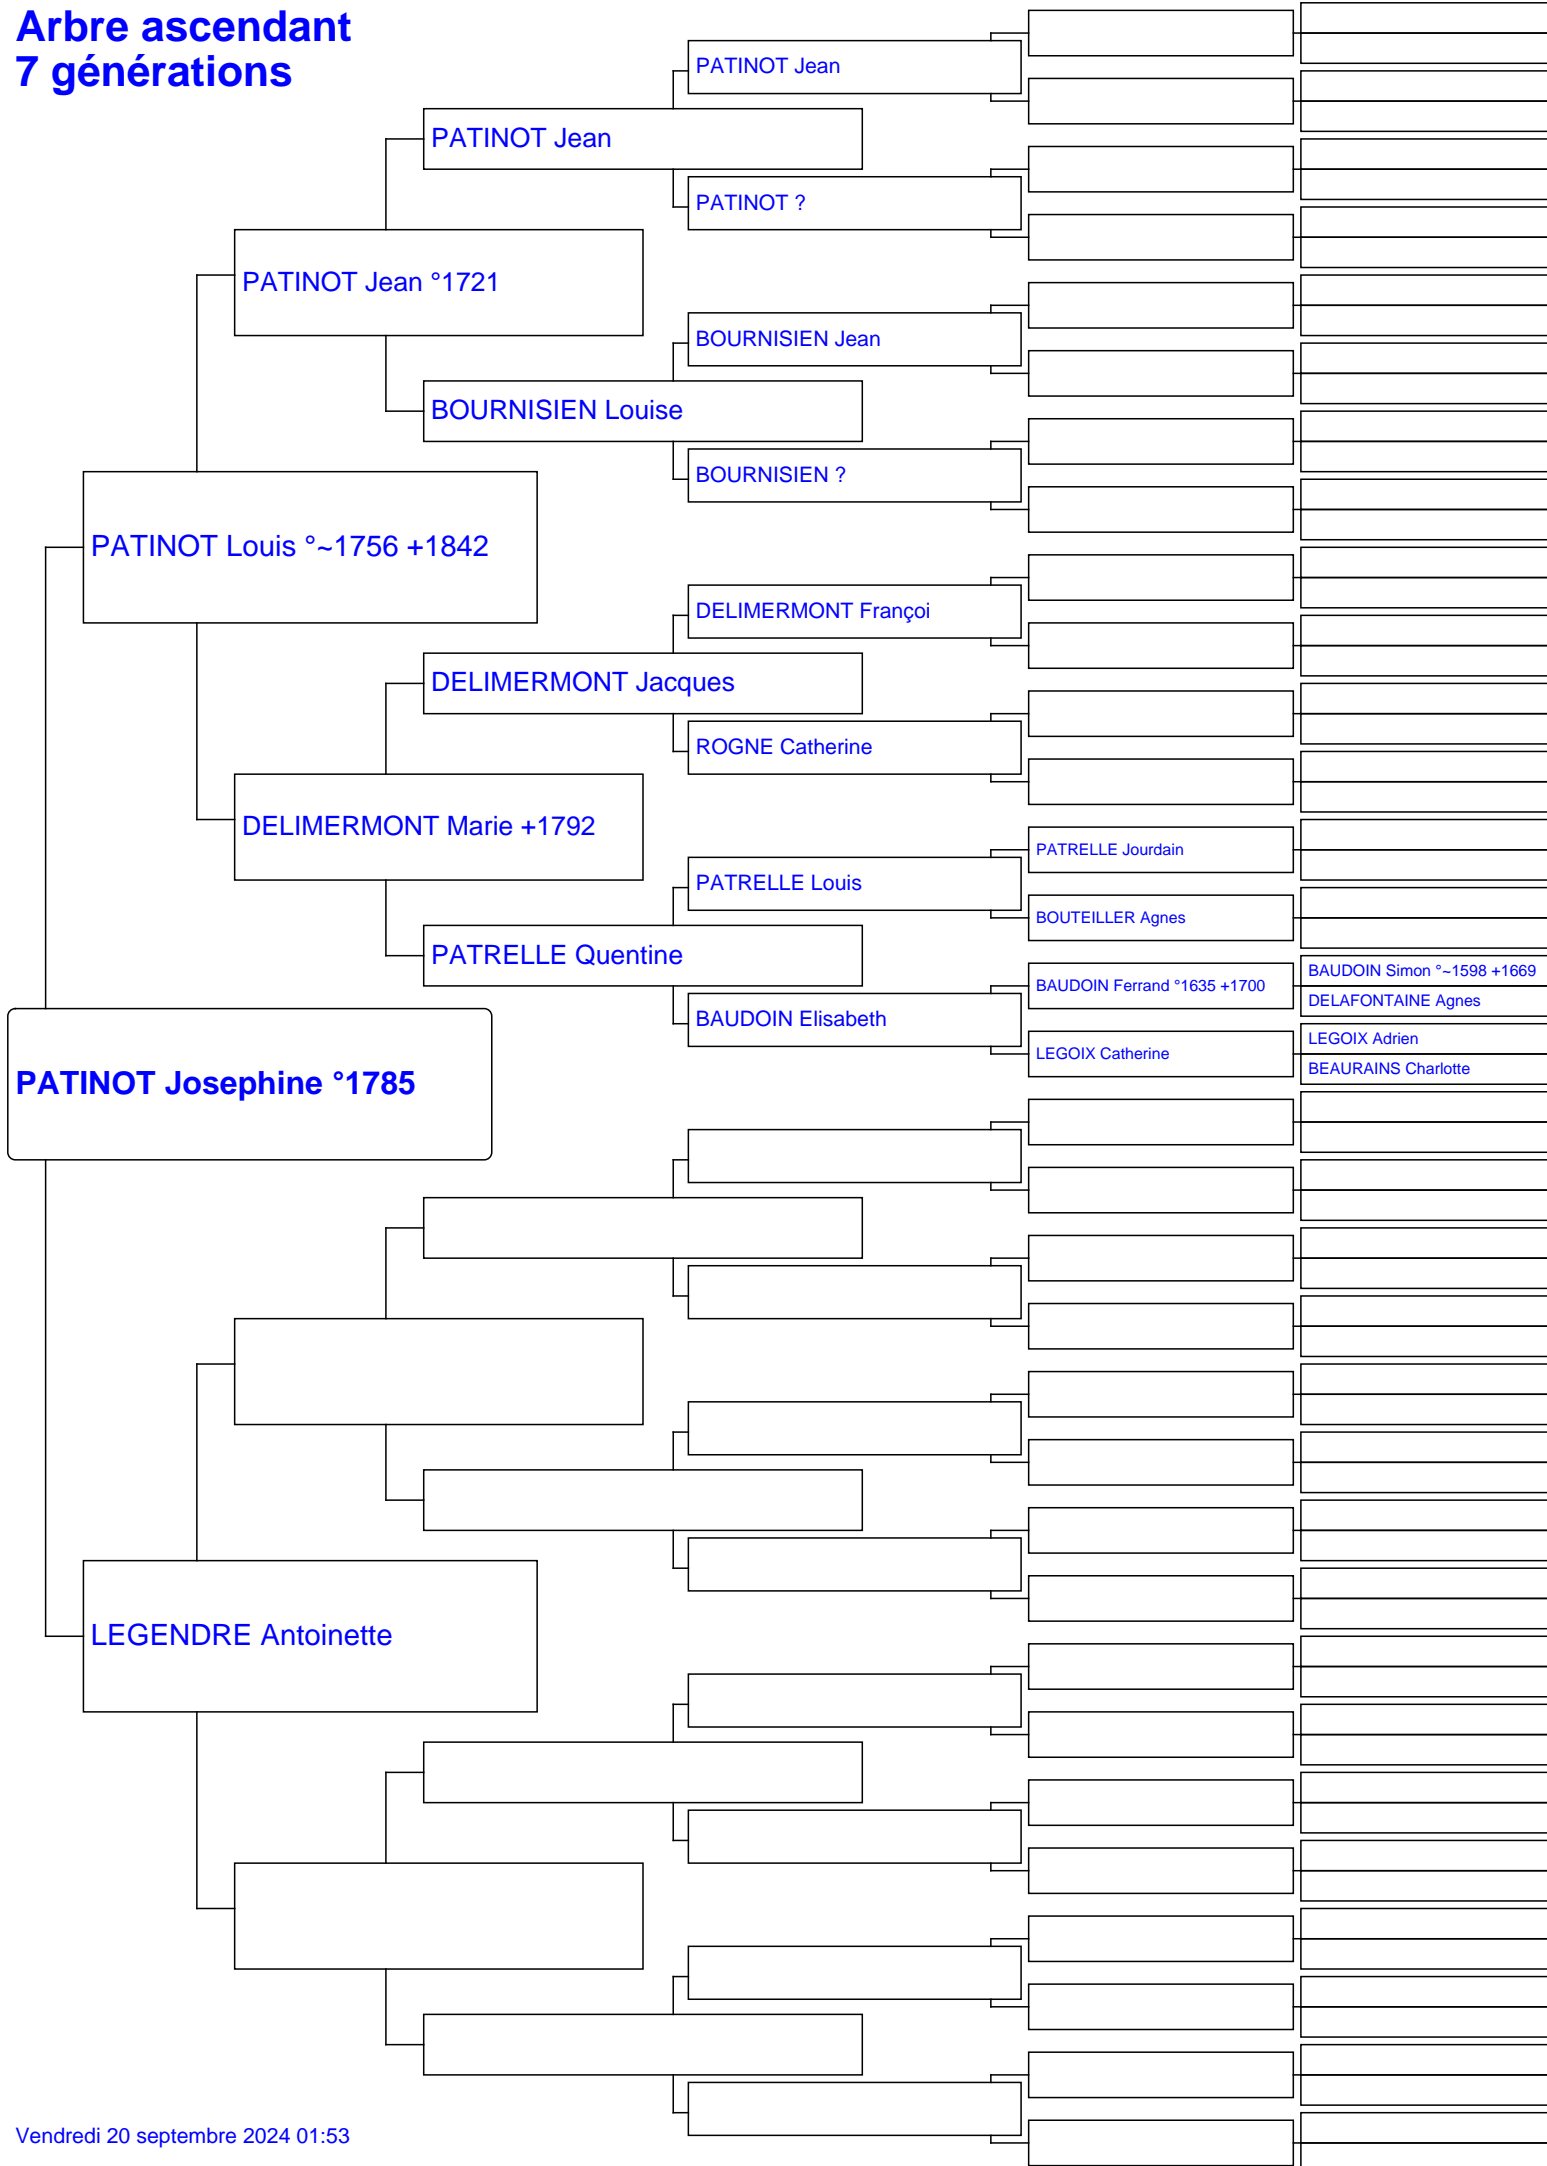 Arbre ascendant
7 générations
PATINOT Jean
PATINOT Jean
PATINOT ?
PATINOT Jean °1721
BOURNISIEN Jean
BOURNISIEN Louise
BOURNISIEN ?
PATINOT Louis °~1756 +1842
DELIMERMONT Françoi
DELIMERMONT Jacques
ROGNE Catherine
DELIMERMONT Marie +1792
PATRELLE Jourdain
PATRELLE Louis
BOUTEILLER Agnes
PATRELLE Quentine
BAUDOIN Simon °~1598 +1669
BAUDOIN Ferrand °1635 +1700
DELAFONTAINE Agnes
BAUDOIN Elisabeth
LEGOIX Adrien
LEGOIX Catherine
BEAURAINS Charlotte
PATINOT Josephine °1785
LEGENDRE Antoinette
Vendredi 20 septembre 2024 01:53